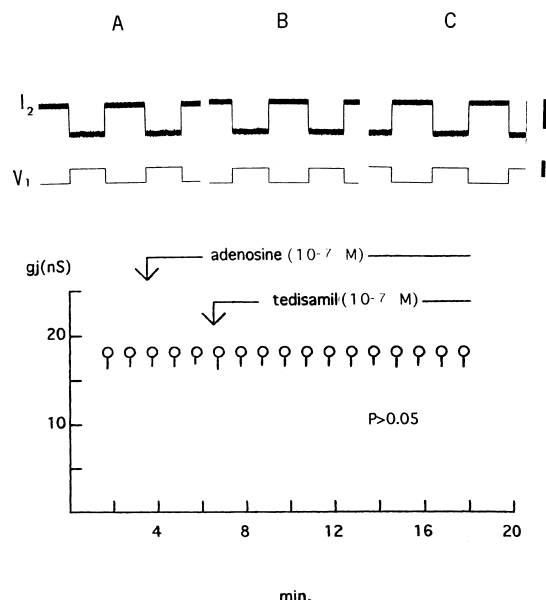 A B C
I2
V1
adenosine (10-7 M)
gj(nS)
tedisamil (10-7 M)
20
10
P>0.05
4 8 12 16 20
min.